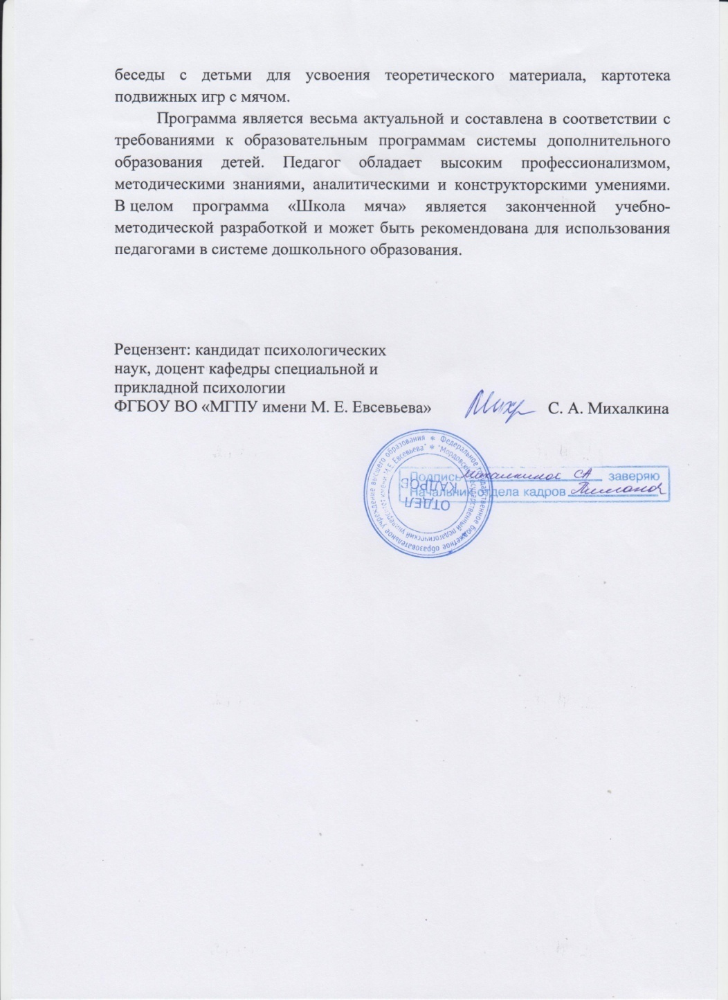 беседы с детьми для усвоения теоретического материала, картотека
подвижных игр с мячом.
Программа является весьма актуальной и составлена в соответствии с
требованиями к образовательным программам системы дополнительного
образования детей. Педагог обладает высоким профессионализмом,
методическими знаниями, аналитическими и конструкторскими умениями.
В целом программа «Школа мяча» является законченной учебно-
методической разработкой и может быть рекомендована для использования
педагогами в системе дошкольного образования.
Рецензент: кандидат психологических
наук, доцент кафедры специальной и
прикладной психологии
ФГБОУ ВО «МГПУ имени М. Е. Евсевьева» С. А. Михалкина
Федеральное государственное бюджетное образовательное учреждение высшего образования *
"Мордовский государственный педагогический университет имени М.Е. Евсевьева" *
ОТДЕЛ
КАДРОВ
Подпись Михалкиной СА заверяю
Начальник отдела кадров